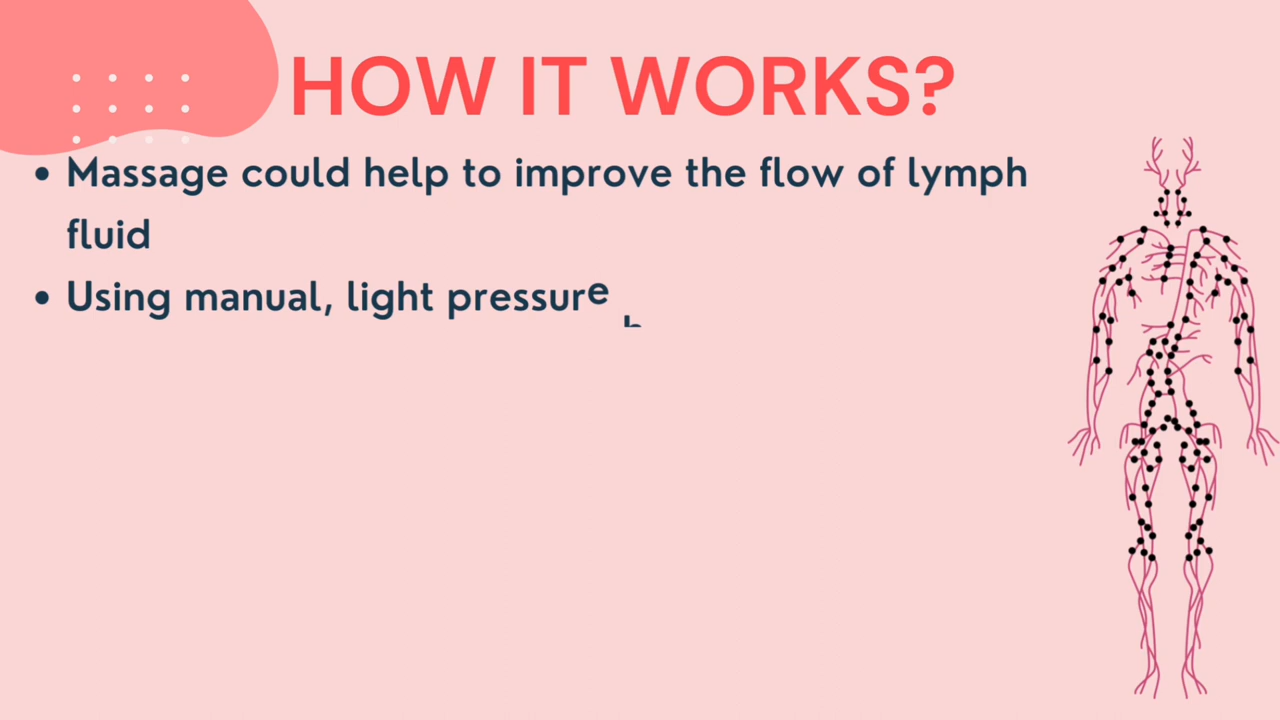 HOW IT WORKS?
• Massage could help to improve the flow of lymph
fluid
• Using manual, light pressure